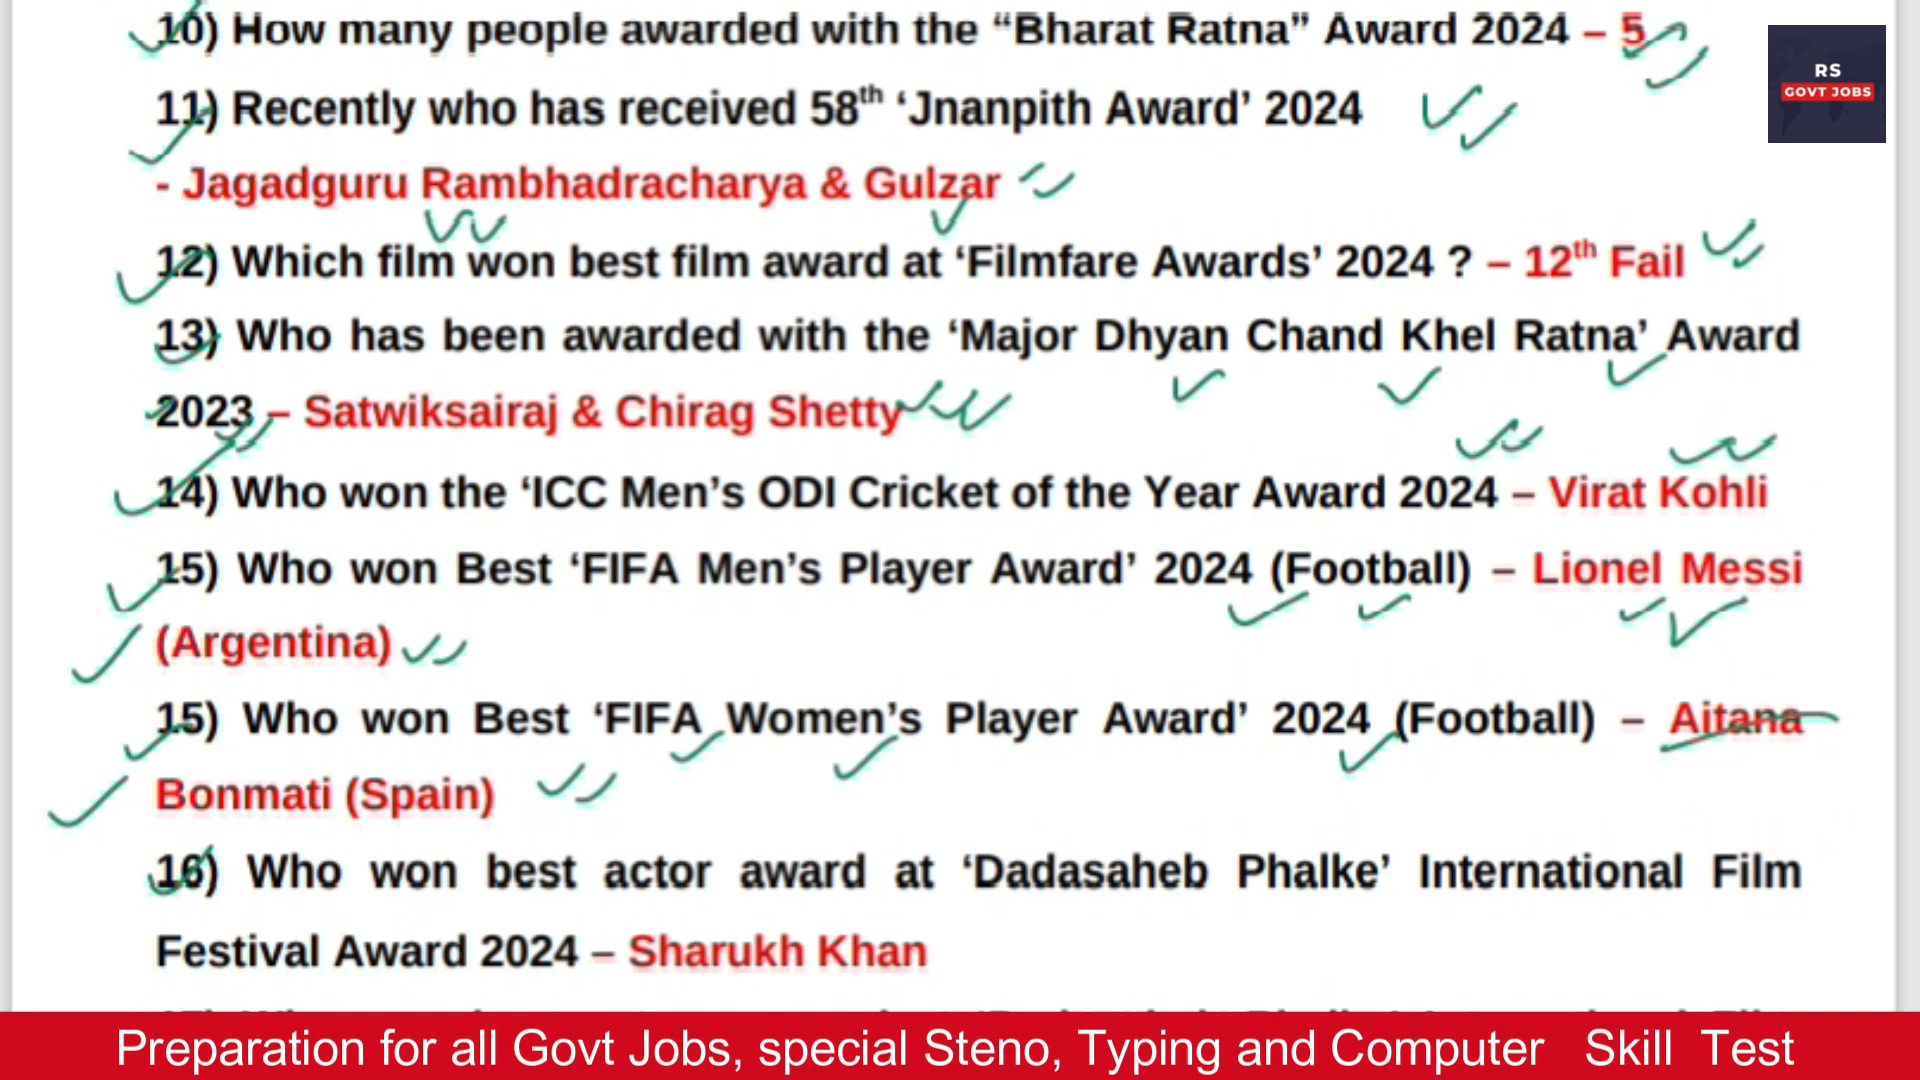 10) How many people awarded with the “Bharat Ratna” Award 2024 – 5
RS
GOVT JOBS
11) Recently who has received 58th ‘Jnanpith Award’ 2024
- Jagadguru Rambhadracharya & Gulzar
12) Which film won best film award at ‘Filmfare Awards’ 2024 ? – 12th Fail
13) Who has been awarded with the ‘Major Dhyan Chand Khel Ratna’ Award
2023 – Satwiksairaj & Chirag Shetty
14) Who won the ‘ICC Men’s ODI Cricket of the Year Award 2024 – Virat Kohli
15) Who won Best ‘FIFA Men’s Player Award’ 2024 (Football) – Lionel Messi
(Argentina)
15) Who won Best ‘FIFA Women’s Player Award’ 2024 (Football) – Aitana
Bonmati (Spain)
16) Who won best actor award at ‘Dadasaheb Phalke’ International Film
Festival Award 2024 – Sharukh Khan
Preparation for all Govt Jobs, special Steno, Typing and Computer Skill Test